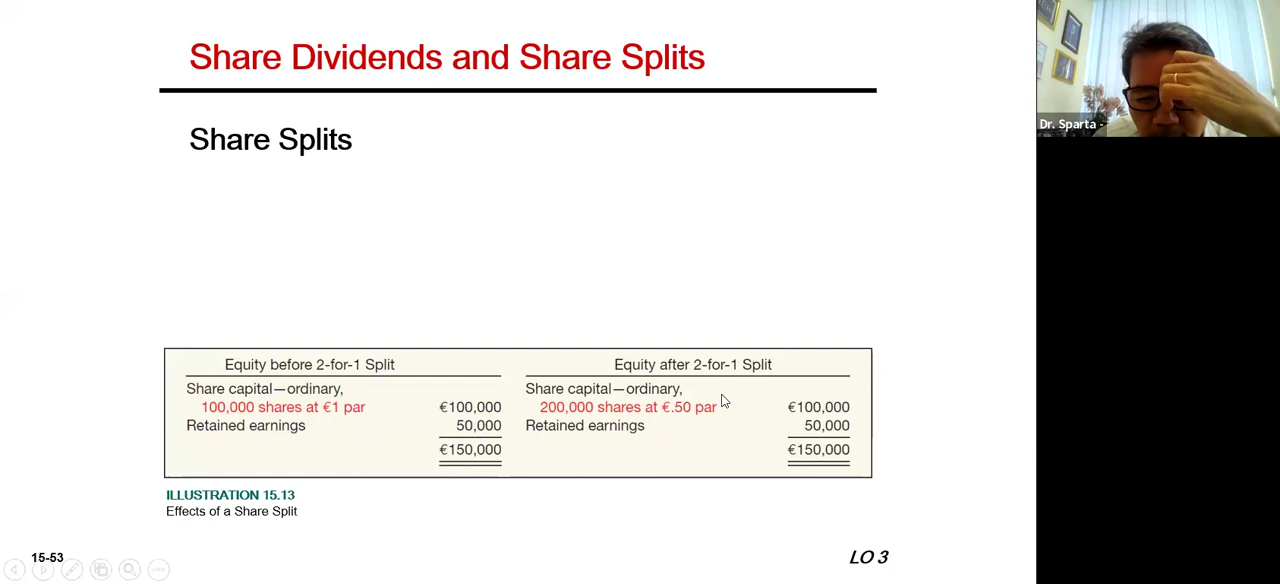 Share Dividends and Share Splits
Dr. Sparta -
Share Splits
Equity before 2-for-1 Split
Share capital—ordinary,
100,000 shares at €1 par €100,000
Retained earnings 50,000
€150,000
Equity after 2-for-1 Split
Share capital—ordinary,
200,000 shares at €.50 par €100,000
Retained earnings 50,000
€150,000
ILLUSTRATION 15.13
Effects of a Share Split
15-53
LO 3